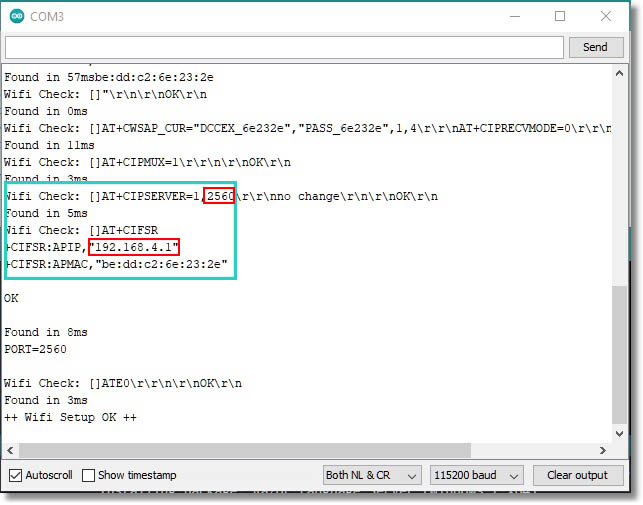 COM3
Send
Found in 57msbe:dd:c2:6e:23:2e
Wifi Check: []"\r\n\r\nOK\r\n
Found in 0ms
Wifi Check: []AT+CWSAP_CUR="DCCEX_6e232e","PASS_6e232e",1,4\r\r\nAT+CIPRECVMODE=0\r\r\n
Found in 11ms
Wifi Check: []AT+CIPMUX=1\r\r\n\r\nOK\r\n
Found in 3ms
Wifi Check: []AT+CIPSERVER=1,2560\r\r\nno change\r\n\r\nOK\r\n
Found in 5ms
Wifi Check: []AT+CIFSR
+CIFSR:APIP,"192.168.4.1"
+CIFSR:APMAC,"be:dd:c2:6e:23:2e"
OK
Found in 8ms
PORT=2560
Wifi Check: []ATE0\r\r\n\r\nOK\r\n
Found in 3ms
++ Wifi Setup OK ++
Autoscroll
Show timestamp
Both NL & CR
115200 baud
Clear output